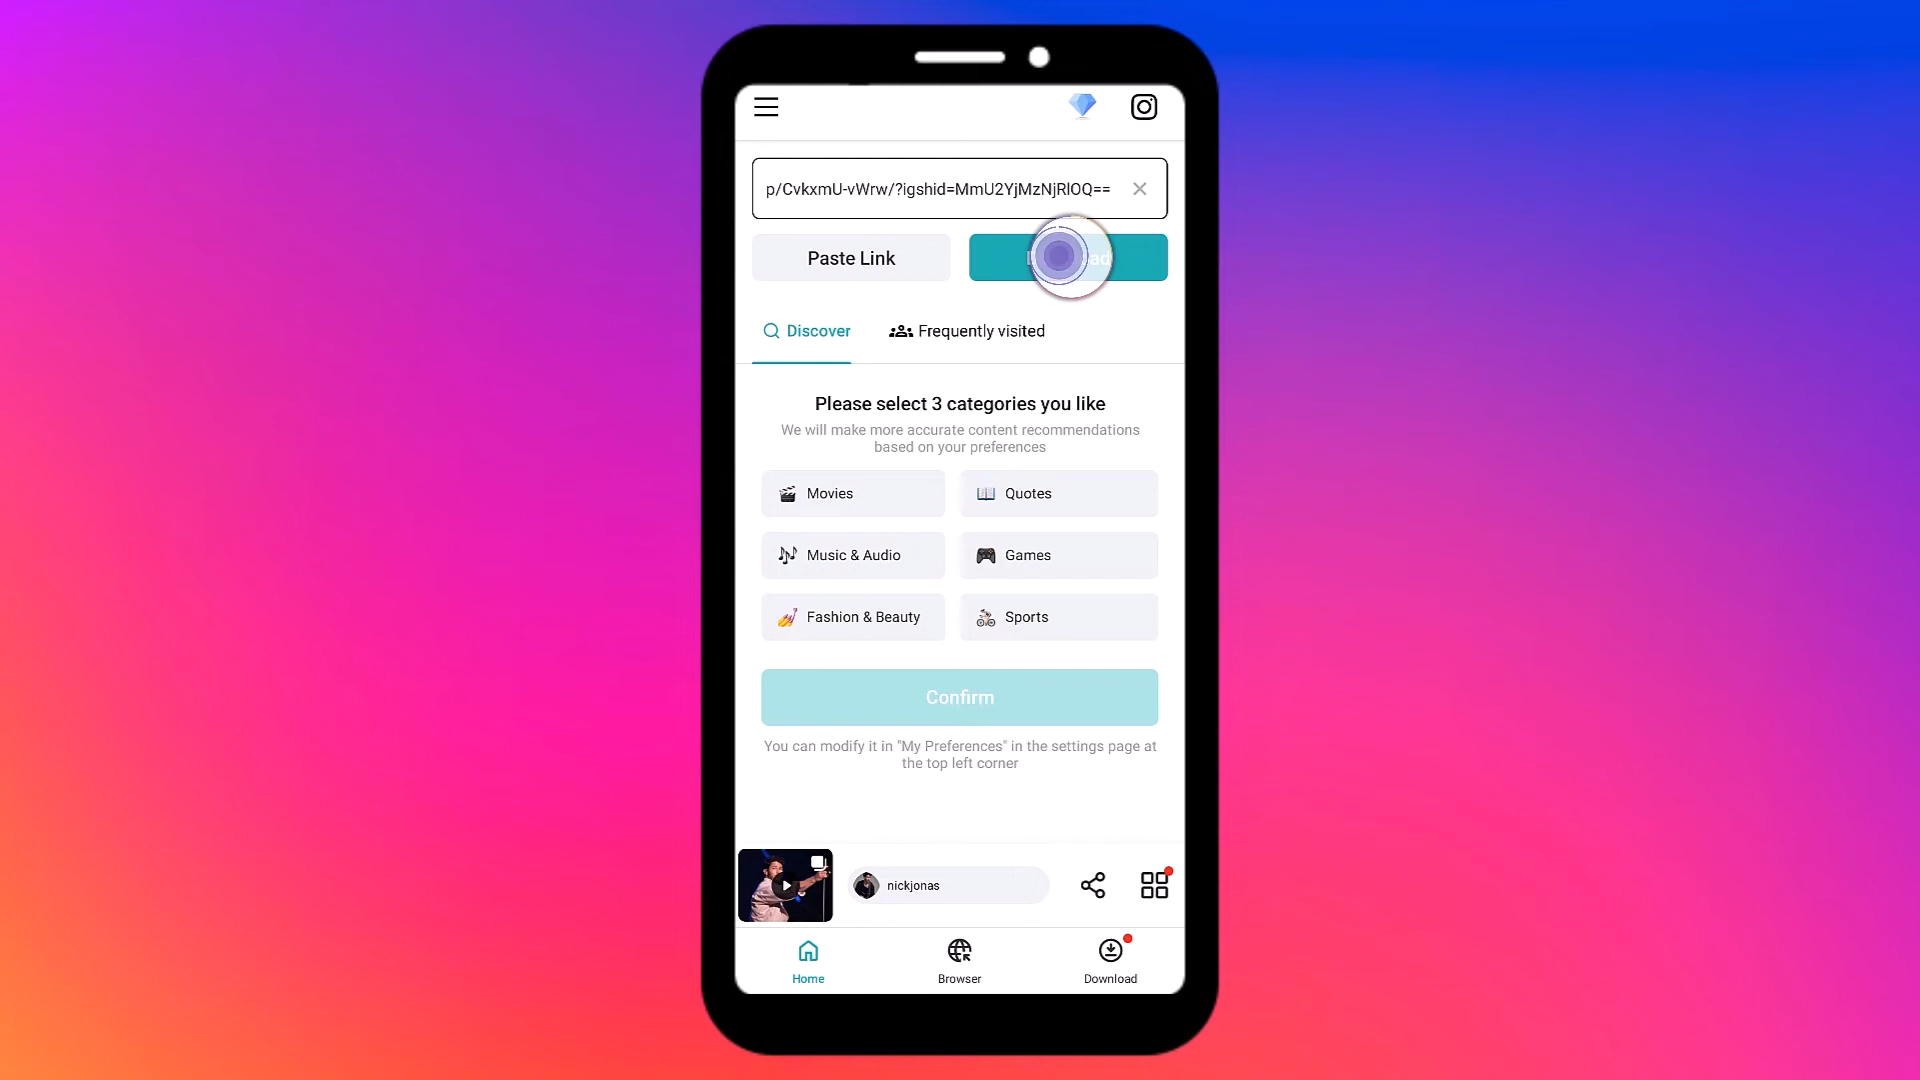 p/CvkxmU-vWrw/?igshid=MmU2YjMzNjRlOQ==
Paste Link
Discover
Frequently visited
Please select 3 categories you like
We will make more accurate content recommendations
based on your preferences
Movies
Quotes
Music & Audio
Games
Fashion & Beauty
Sports
Confirm
You can modify it in "My Preferences" in the settings page at
the top left corner
nickjonas
Home
Browser
Download